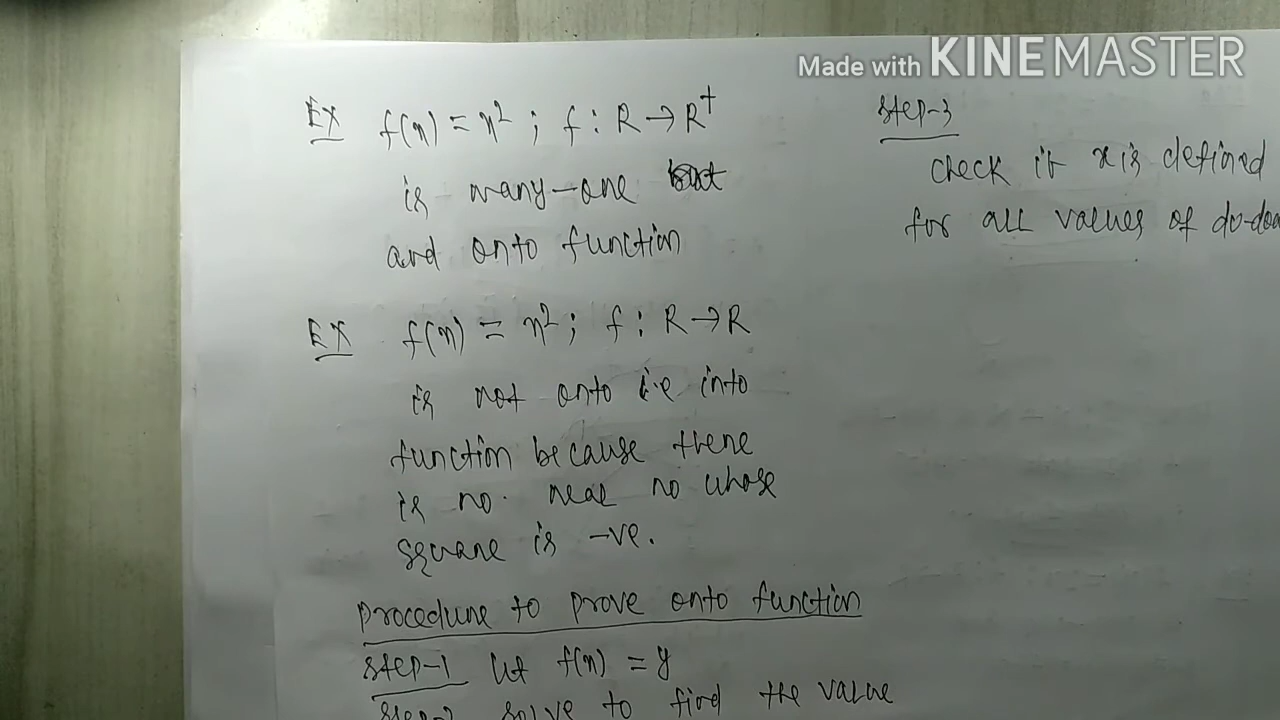 Made with KINEMASTER
Ex f(x) = x²; f: R→R⁺
is many-one
and onto function
Ex f(x) = x²; f: R→R
is not onto i.e into
function because there
is no. real no whose
square is -ve.
procedure to prove onto function
step-1 let f(x) = y
step-2 solve to find the value
step-3
check if x is defined
for all values of